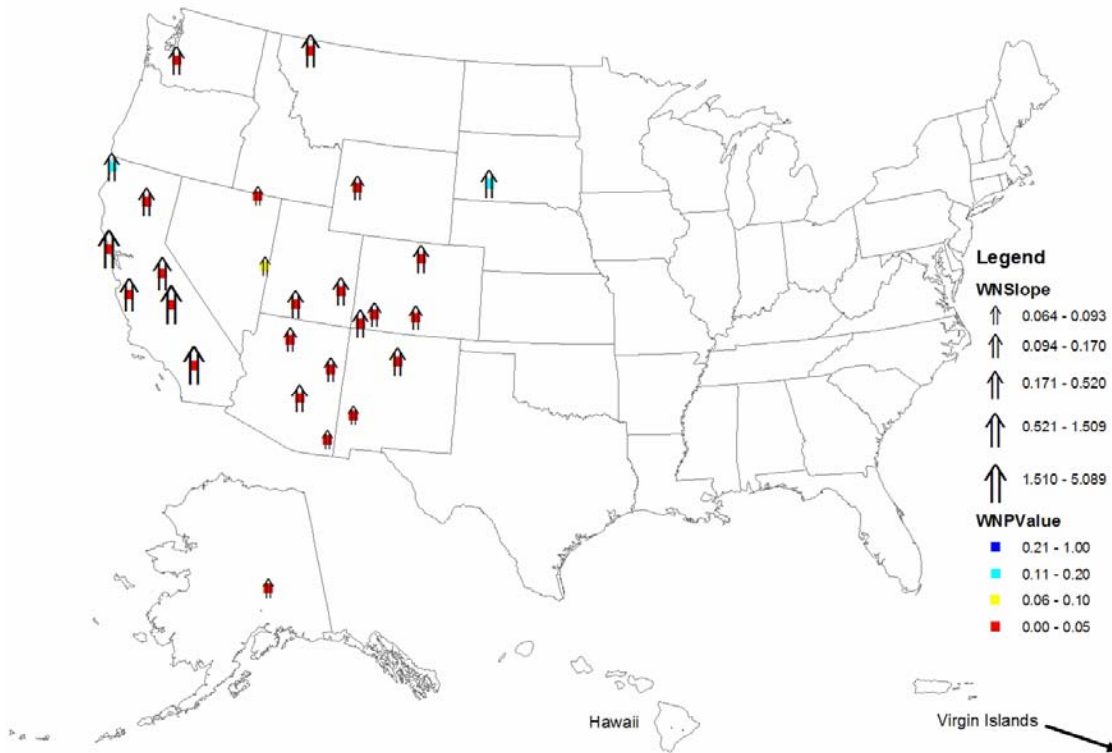 Legend
WNSlope
0.064 - 0.093
0.094 - 0.170
0.171 - 0.520
0.521 - 1.509
1.510 - 5.089
WNPValue
0.21 - 1.00
0.11 - 0.20
0.06 - 0.10
0.00 - 0.05
Hawaii
Virgin Islands